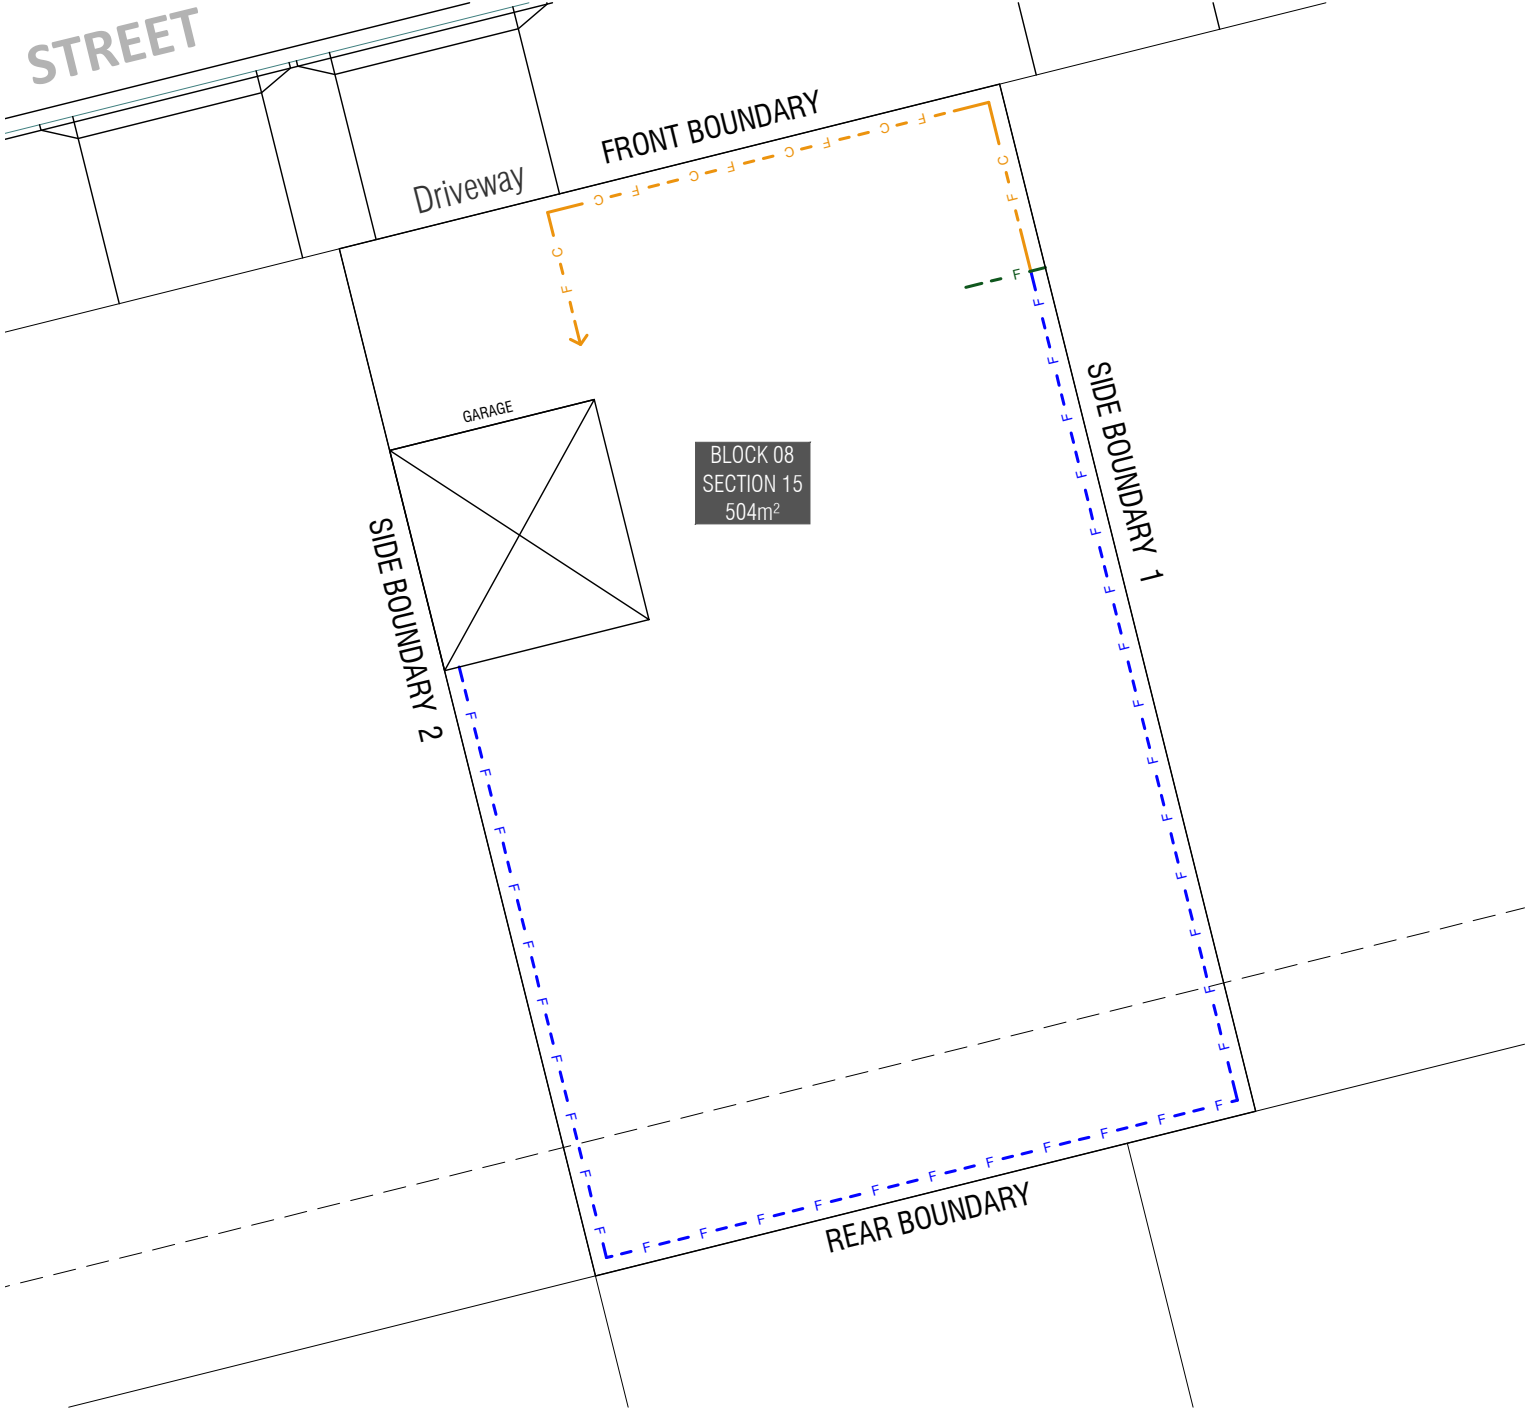 STREET
FRONT BOUNDARY
Driveway
C F C F C F C F
C
F
C
F
F
GARAGE
BLOCK 08
SECTION 15
504m²
SIDE BOUNDARY 1
SIDE BOUNDARY 2
F F F F F F F F F F F F F F
F F F F F F F F F F
F F F F F F F F F F F
REAR BOUNDARY